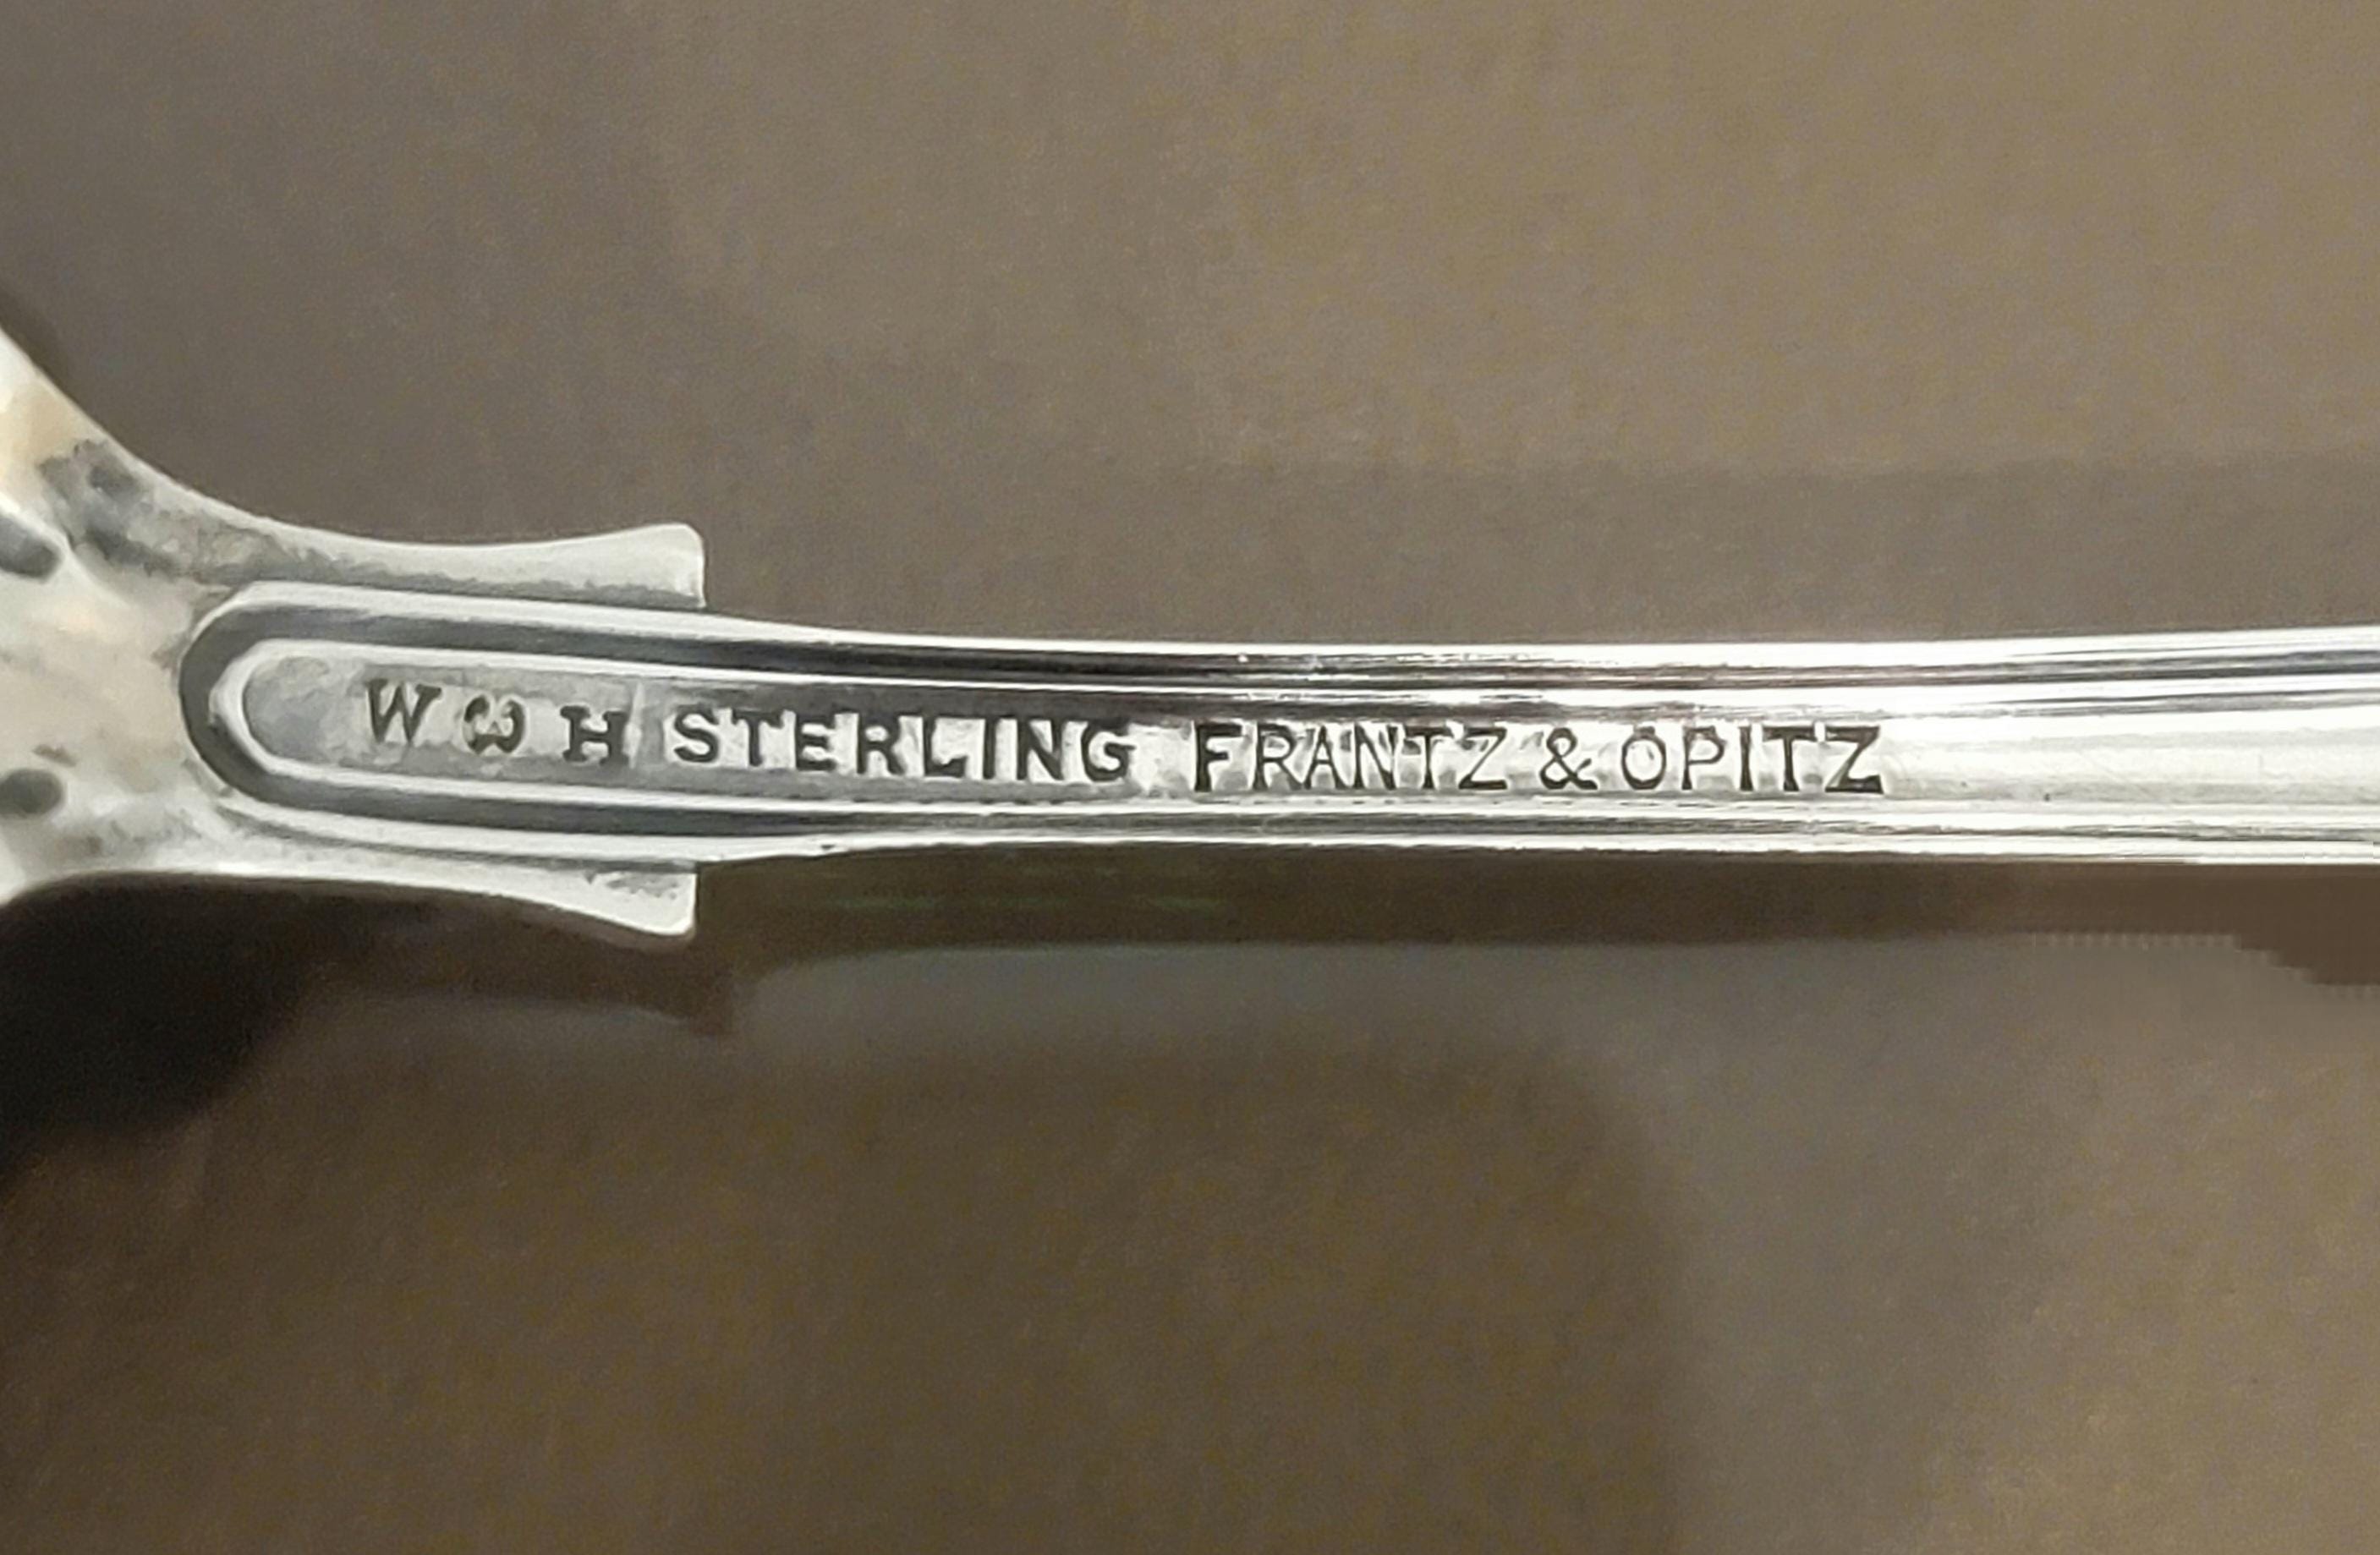 W ω H STERLING FRANTZ & OPITZ